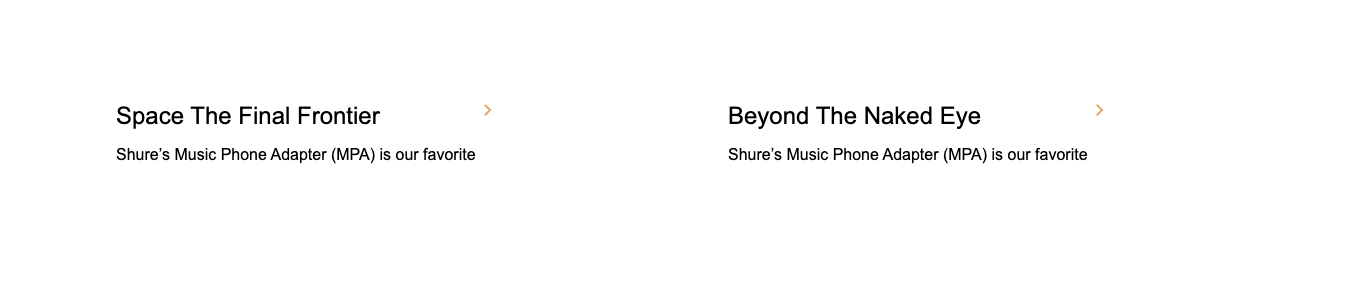 Space The Final Frontier
Shure’s Music Phone Adapter (MPA) is our favorite
Beyond The Naked Eye
Shure’s Music Phone Adapter (MPA) is our favorite